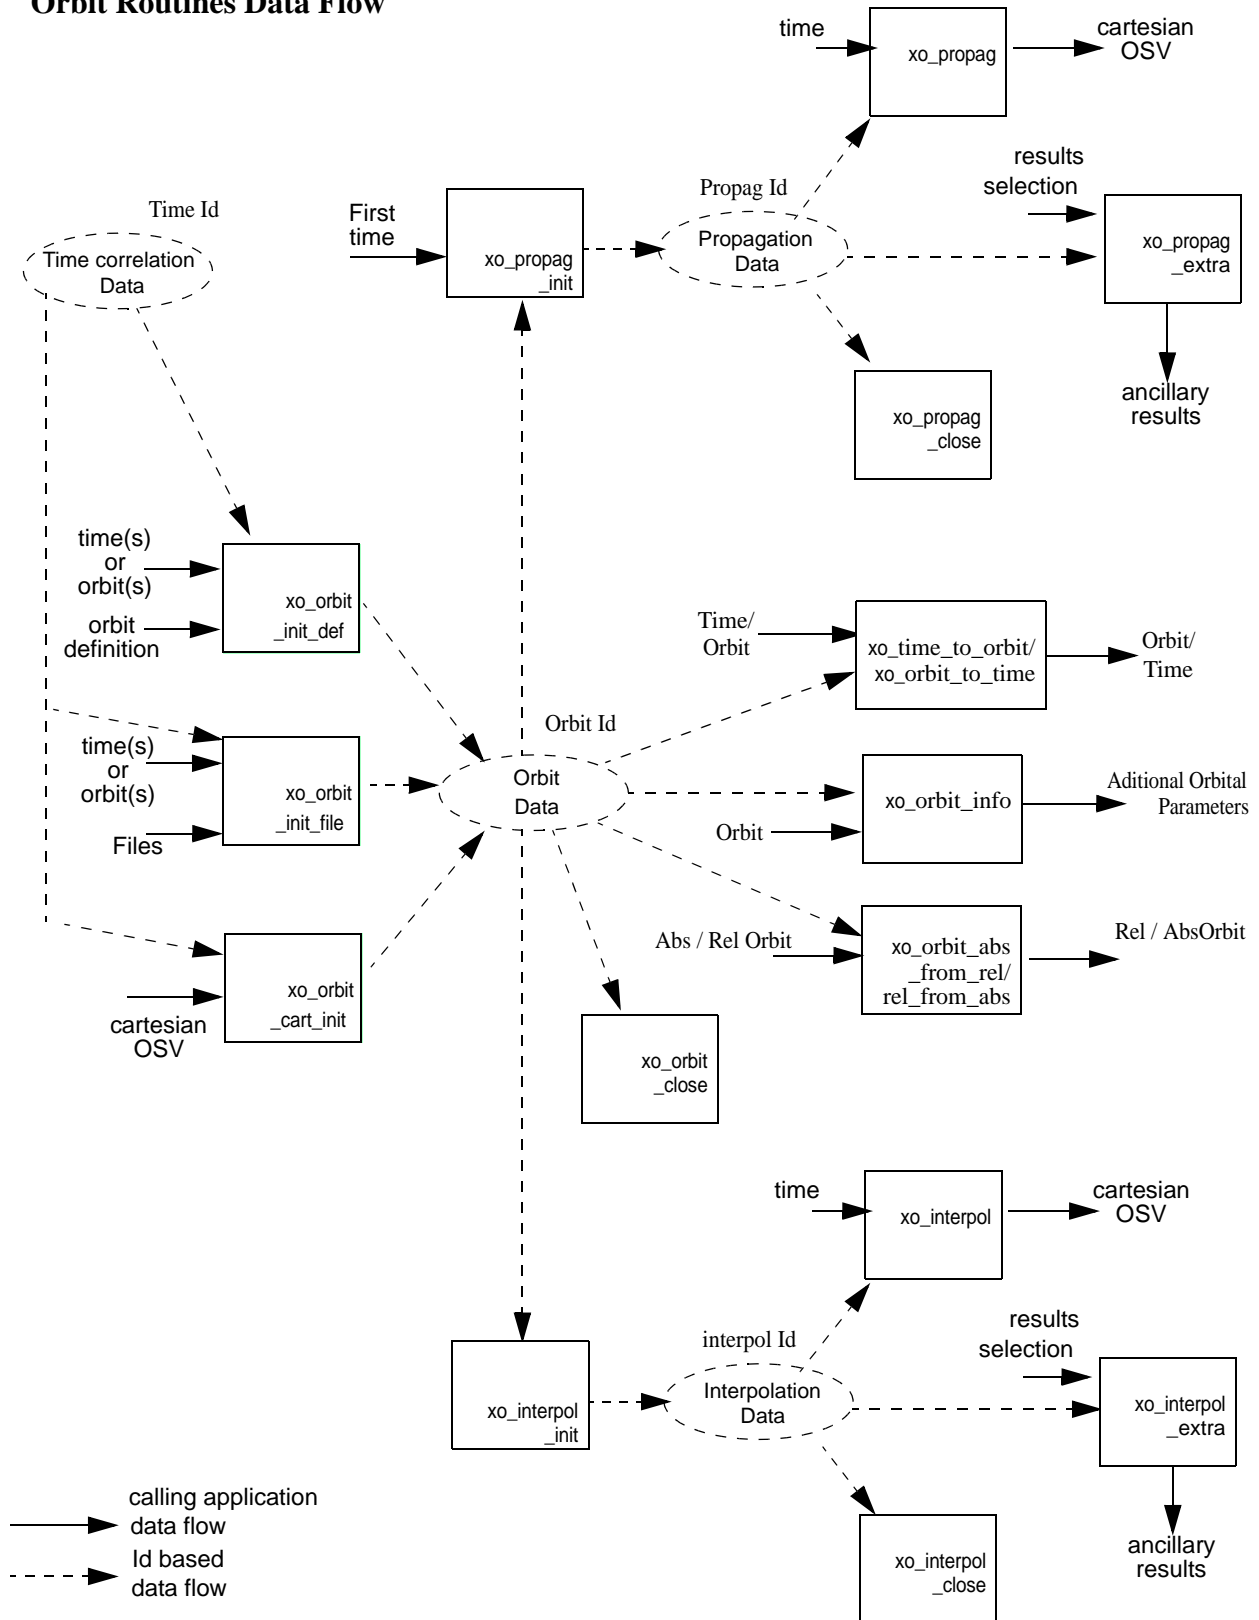 Orbit Routines Data Flow
time
xo_propag
cartesian
OSV
results
selection
Time Id
First
time
xo_propag
_init
Propag Id
Propagation
Data
xo_propag
_extra
Time correlation
Data
ancillary
results
xo_propag
_close
time(s)
or
orbit(s)
orbit
definition
xo_orbit
_init_def
Time/
Orbit
xo_time_to_orbit/
xo_orbit_to_time
Orbit/
Time
Orbit Id
time(s)
or
orbit(s)
Files
xo_orbit
_init_file
Orbit
Data
xo_orbit_info
Orbit
Aditional Orbital
Parameters
Abs / Rel Orbit
xo_orbit_abs
_from_rel/
rel_from_abs
Rel / AbsOrbit
xo_orbit
_cart_init
cartesian
OSV
xo_orbit
_close
time
xo_interpol
cartesian
OSV
results
selection
interpol Id
xo_interpol
_init
Interpolation
Data
xo_interpol
_extra
ancillary
results
xo_interpol
_close
calling application
data flow
Id based
data flow